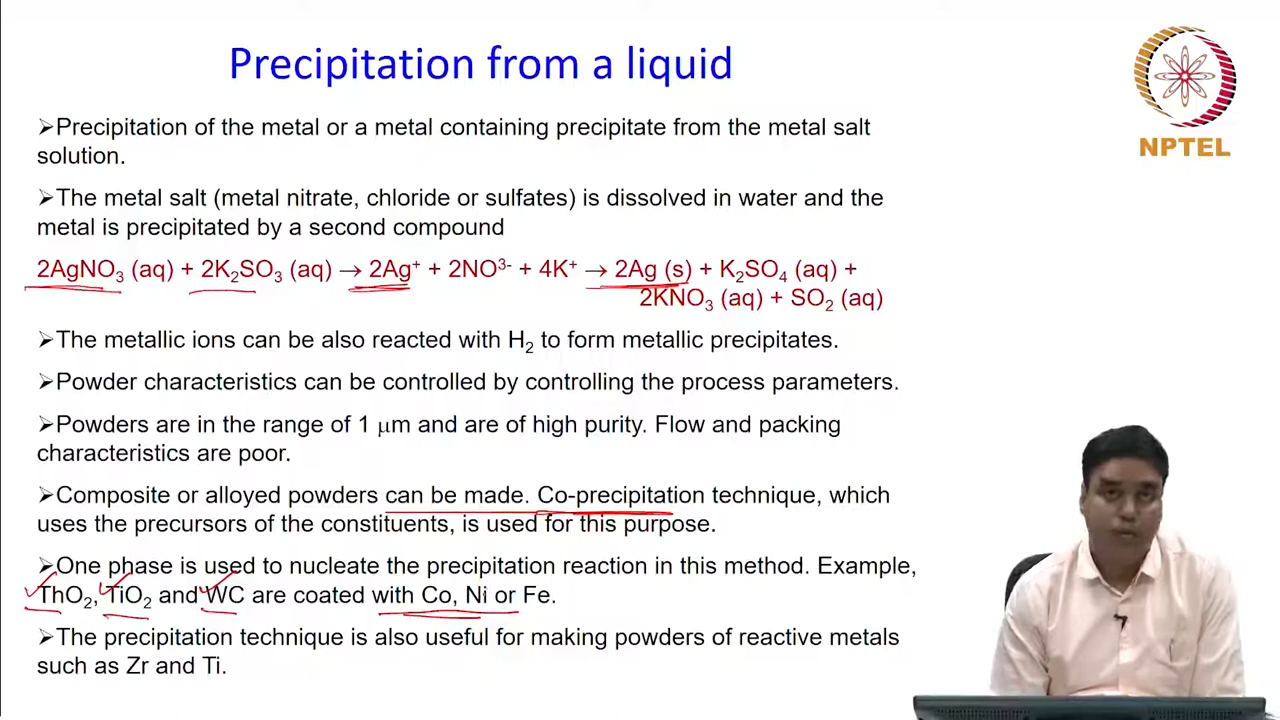 Precipitation from a liquid
NPTEL
➢Precipitation of the metal or a metal containing precipitate from the metal salt
solution.
➢The metal salt (metal nitrate, chloride or sulfates) is dissolved in water and the
metal is precipitated by a second compound
2AgNO₃ (aq) + 2K₂SO₃ (aq) → 2Ag⁺ + 2NO³⁻ + 4K⁺ → 2Ag (s) + K₂SO₄ (aq) +
2KNO₃ (aq) + SO₂ (aq)
➢The metallic ions can be also reacted with H₂ to form metallic precipitates.
➢Powder characteristics can be controlled by controlling the process parameters.
➢Powders are in the range of 1 μm and are of high purity. Flow and packing
characteristics are poor.
➢Composite or alloyed powders can be made. Co-precipitation technique, which
uses the precursors of the constituents, is used for this purpose.
➢One phase is used to nucleate the precipitation reaction in this method. Example,
ThO₂, TiO₂ and WC are coated with Co, Ni or Fe.
➢The precipitation technique is also useful for making powders of reactive metals
such as Zr and Ti.